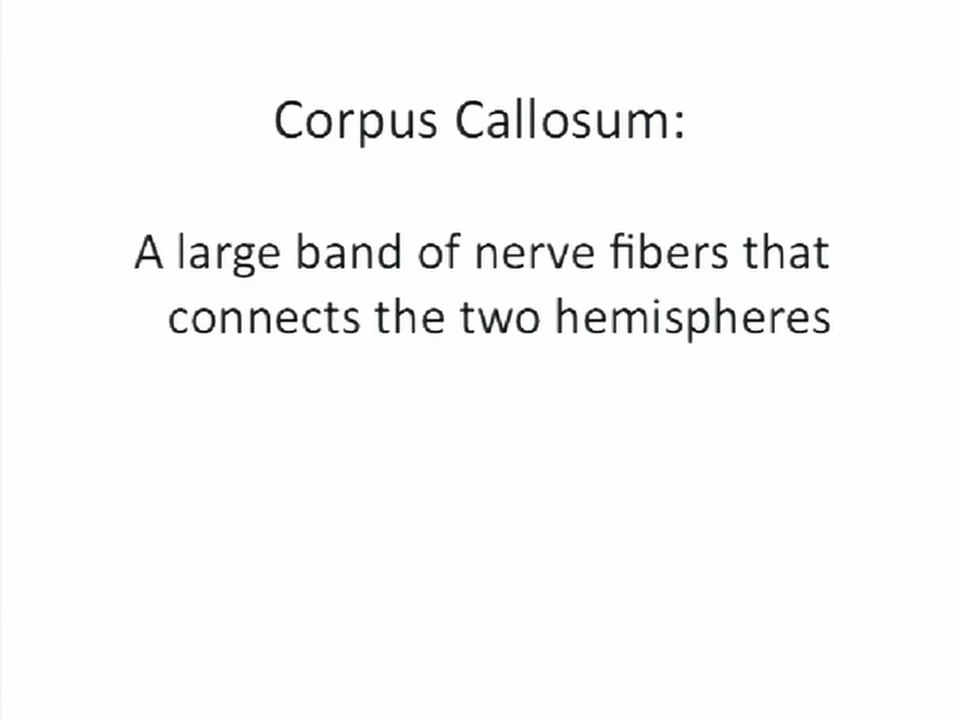 Corpus Callosum:
A large band of nerve fibers that
connects the two hemispheres